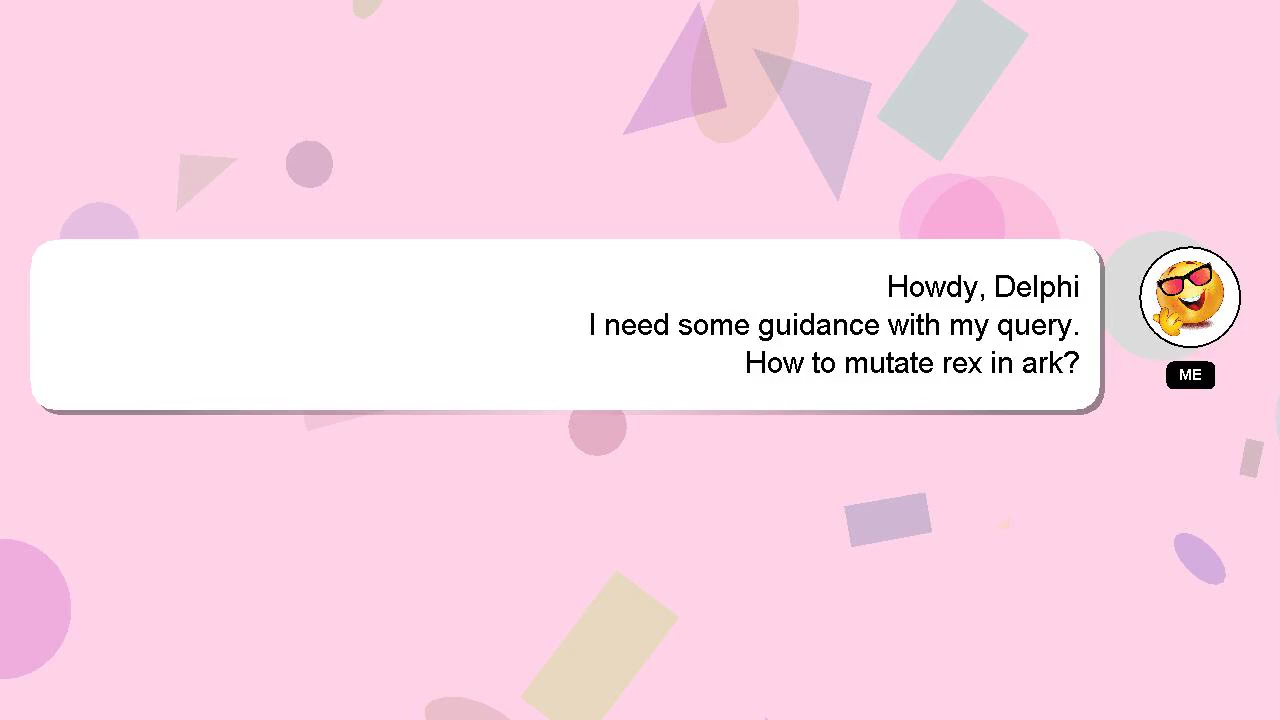 Howdy, Delphi
I need some guidance with my query.
How to mutate rex in ark?
ME